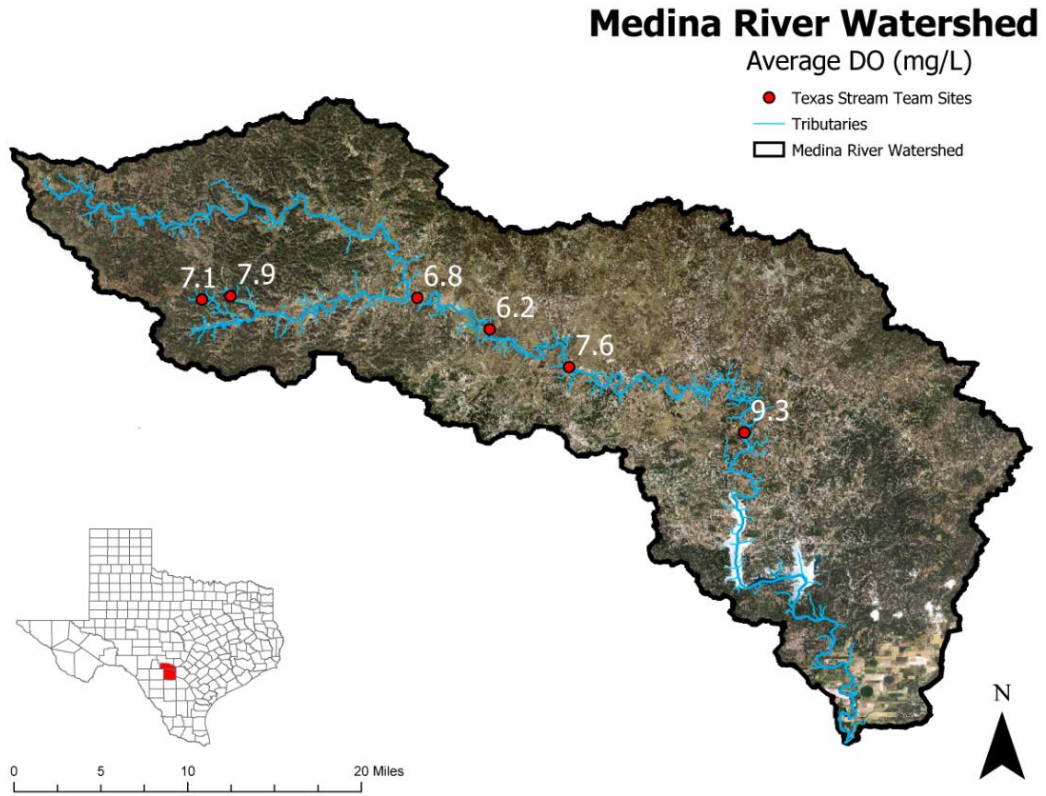 Medina River Watershed
Average DO (mg/L)
Texas Stream Team Sites
Tributaries
Medina River Watershed
7.1
7.9
6.8
6.2
7.6
9.3
N
0 5 10 20 Miles